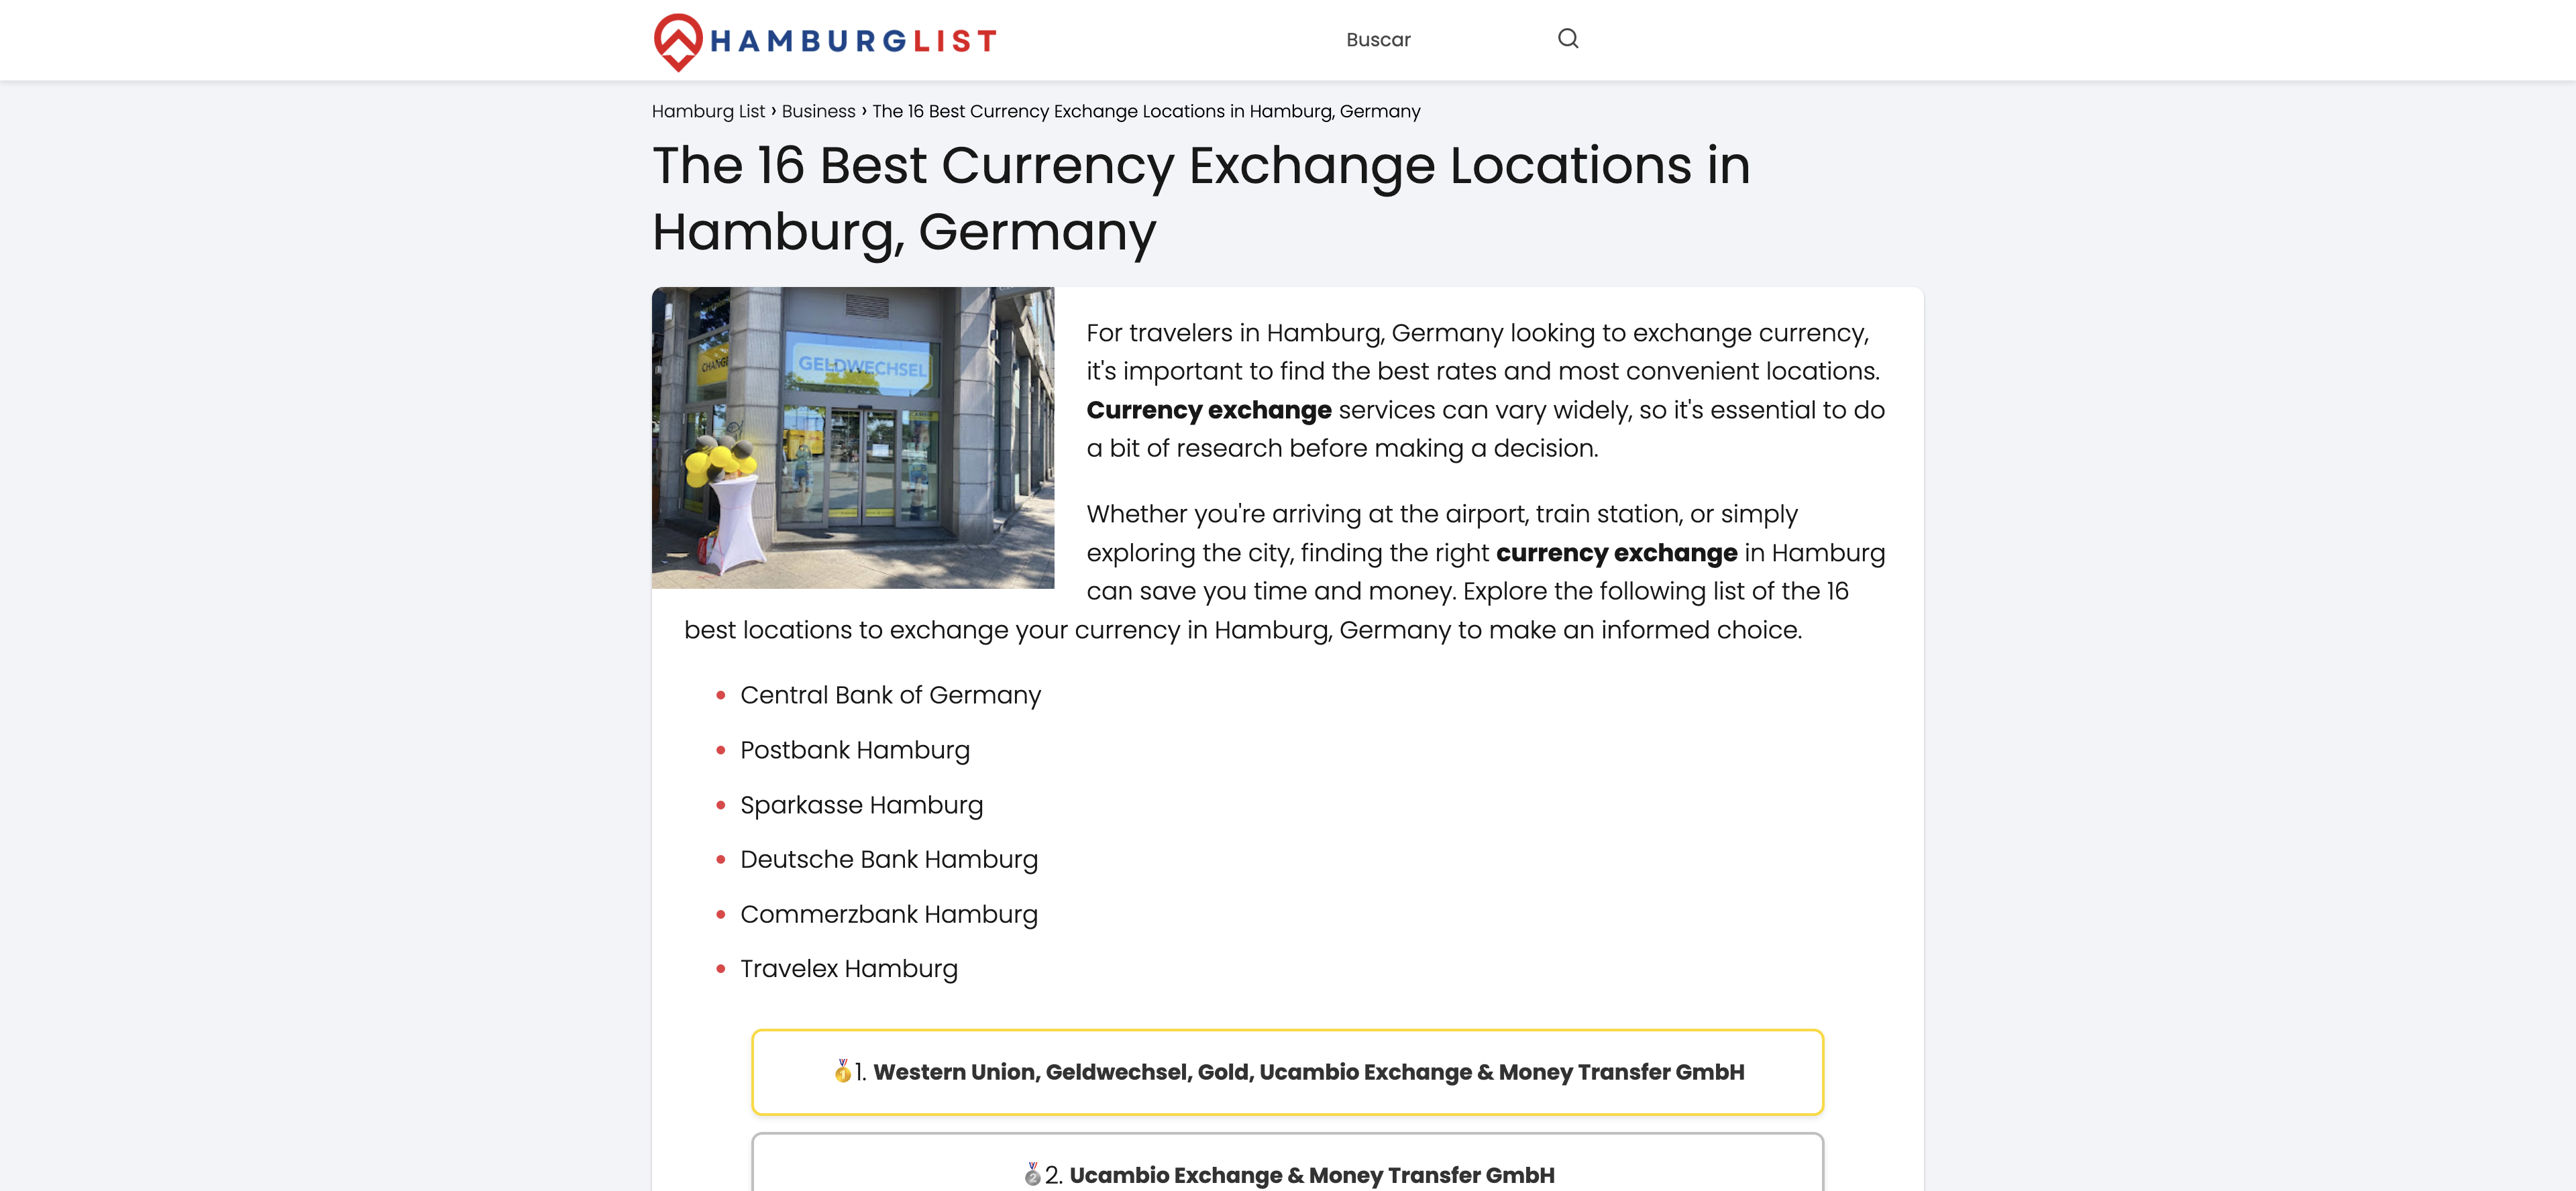 HAMBURGLIST
Buscar
Hamburg List › Business › The 16 Best Currency Exchange Locations in Hamburg, Germany
The 16 Best Currency Exchange Locations in
Hamburg, Germany
CHANGE
GELDWECHSEL
For travelers in Hamburg, Germany looking to exchange currency,
it's important to find the best rates and most convenient locations.
Currency exchange services can vary widely, so it's essential to do
a bit of research before making a decision.
Whether you're arriving at the airport, train station, or simply
exploring the city, finding the right currency exchange in Hamburg
can save you time and money. Explore the following list of the 16
best locations to exchange your currency in Hamburg, Germany to make an informed choice.
• Central Bank of Germany
• Postbank Hamburg
• Sparkasse Hamburg
• Deutsche Bank Hamburg
• Commerzbank Hamburg
• Travelex Hamburg
🥇1. Western Union, Geldwechsel, Gold, Ucambio Exchange & Money Transfer GmbH
🥈2. Ucambio Exchange & Money Transfer GmbH